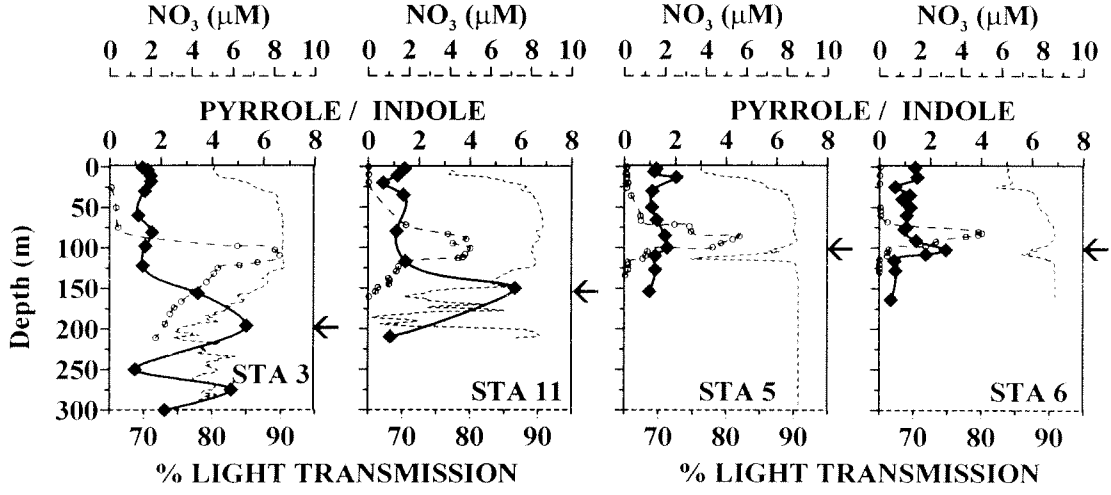 NO3 (µM) NO3 (µM) NO3 (µM) NO3 (µM)
0 2 4 6 8 10 0 2 4 6 8 10 0 2 4 6 8 10 0 2 4 6 8 10
PYRROLE / INDOLE PYRROLE / INDOLE
0 2 4 6 8 0 2 4 6 8 0 2 4 6 8 0 2 4 6 8
Depth (m)
0
50
100
150
200
250
300
STA 3 STA 11 STA 5 STA 6
70 80 90 70 80 90 70 80 90 70 80 90
% LIGHT TRANSMISSION % LIGHT TRANSMISSION